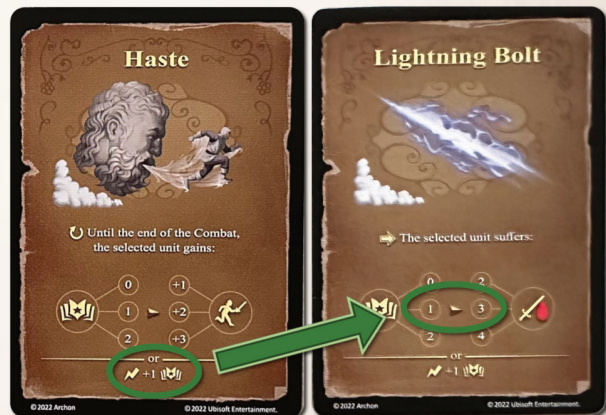 Haste
Until the end of the Combat,
the selected unit gains:
0 +1
1 +2
2 +3
or
+1
© 2022 Archon © 2022 Ubisoft Entertainment.
Lightning Bolt
The selected unit suffers:
0 2
1 3
2 4
or
+1
© 2022 Archon © 2022 Ubisoft Entertainment.